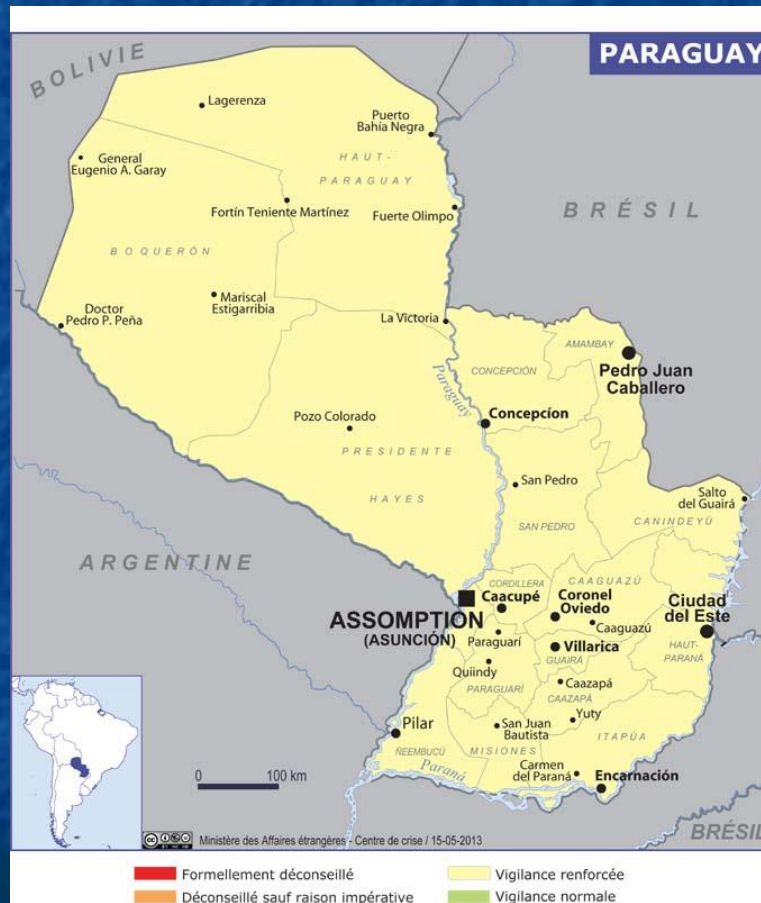 PARAGUAY
BOLIVIE
Lagerenza
Puerto
Bahía Negra
General
Eugenio A. Garay
HAUT-
PARAGUAY
Fortín Teniente Martínez
Fuerte Olimpo
BRÉSIL
BOQUERÓN
Mariscal
Estigarribia
Doctor
Pedro P. Peña
La Victoria
AMAMBAY
Pedro Juan
Caballero
CONCEPCIÓN
Paraguay
Concepcíon
Pozo Colorado
PRESIDENTE
HAYES
San Pedro
SAN PEDRO
Salto
del Guairá
CANINDEYÚ
ARGENTINE
CORDILLERA
CAAGUAZÚ
Caacupé
Coronel
Oviedo
Ciudad
del Este
ASSOMPTION
(ASUNCIÓN)
Caaguazú
Paraguarí
Villarica
HAUT-
PARANÁ
Quiindy
GUAIRÁ
PARAGUARÍ
Caazapá
CAAZAPÁ
Pilar
San Juan
Bautista
Yuty
ITAPÚA
ÑEEMBUCÚ
MISIONES
Paraná
Carmen
del Paraná
Encarnación
0 100 km
BRÉSIL
Ministère des Affaires étrangères - Centre de crise / 15-05-2013
Formellement déconseillé
Vigilance renforcée
Déconseillé sauf raison impérative
Vigilance normale